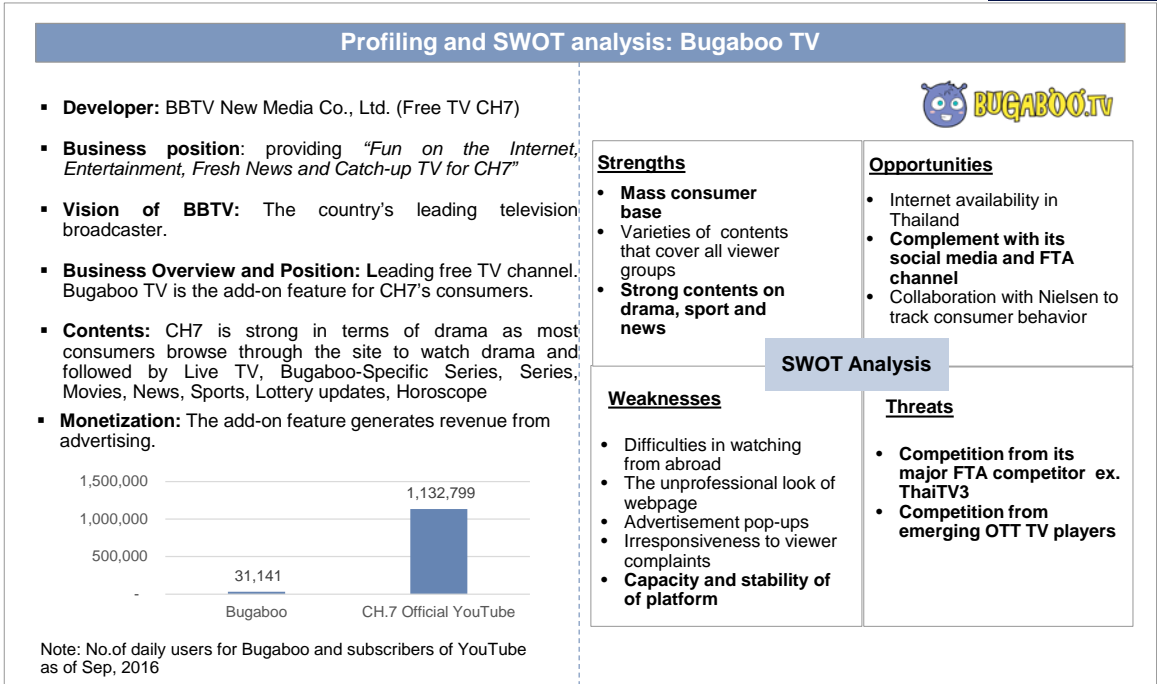 Profiling and SWOT analysis: Bugaboo TV
▪ Developer: BBTV New Media Co., Ltd. (Free TV CH7)
▪ Business position: providing “Fun on the Internet,
Entertainment, Fresh News and Catch-up TV for CH7”
▪ Vision of BBTV: The country’s leading television
broadcaster.
▪ Business Overview and Position: Leading free TV channel.
Bugaboo TV is the add-on feature for CH7’s consumers.
▪ Contents: CH7 is strong in terms of drama as most
consumers browse through the site to watch drama and
followed by Live TV, Bugaboo-Specific Series, Series,
Movies, News, Sports, Lottery updates, Horoscope
▪ Monetization: The add-on feature generates revenue from
advertising.
1,500,000
1,000,000
500,000
-
31,141
1,132,799
Bugaboo
CH.7 Official YouTube
Note: No.of daily users for Bugaboo and subscribers of YouTube
as of Sep, 2016
BUGABOO.TV
Strengths
• Mass consumer
base
• Varieties of contents
that cover all viewer
groups
• Strong contents on
drama, sport and
news
Opportunities
• Internet availability in
Thailand
• Complement with its
social media and FTA
channel
• Collaboration with Nielsen to
track consumer behavior
SWOT Analysis
Weaknesses
• Difficulties in watching
from abroad
• The unprofessional look of
webpage
• Advertisement pop-ups
• Irresponsiveness to viewer
complaints
• Capacity and stability of
of platform
Threats
• Competition from its
major FTA competitor ex.
ThaiTV3
• Competition from
emerging OTT TV players